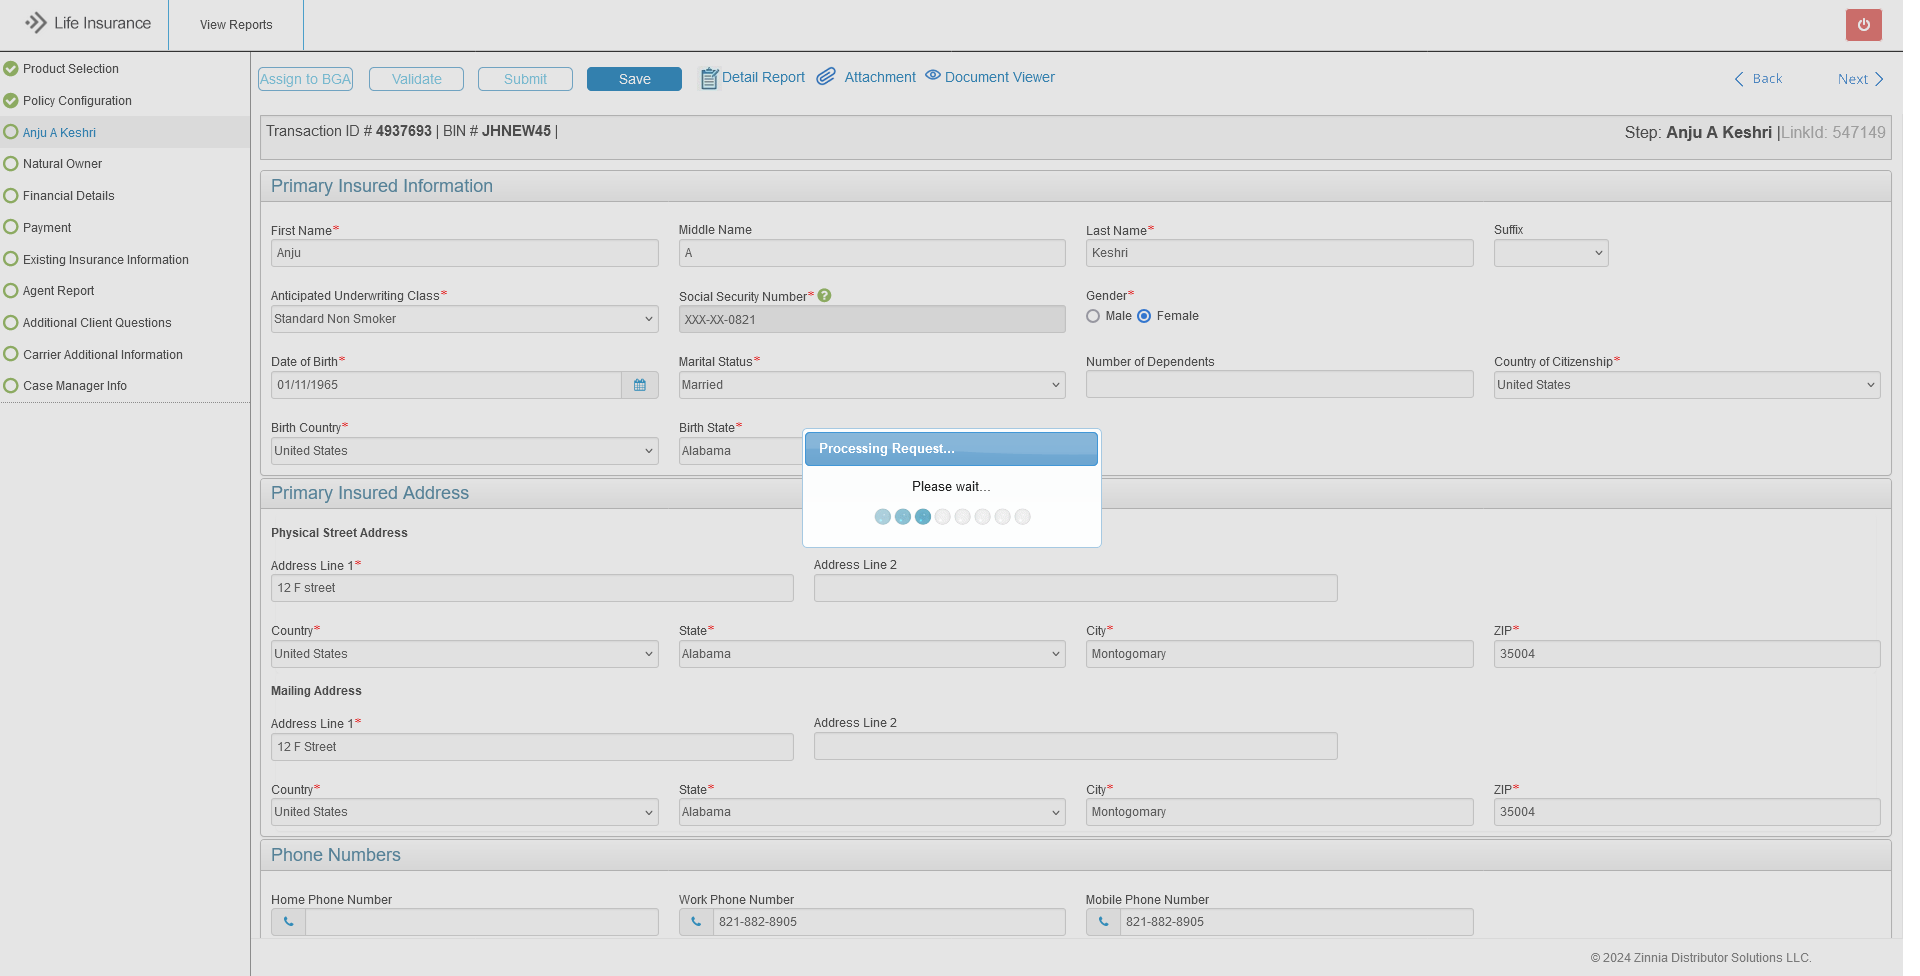 Life Insurance
View Reports
Product Selection
Policy Configuration
Anju A Keshri
Natural Owner
Financial Details
Payment
Existing Insurance Information
Agent Report
Additional Client Questions
Carrier Additional Information
Case Manager Info
Assign to BGA Validate Submit Save Detail Report Attachment Document Viewer Back Next
Transaction ID # 4937693 | BIN # JHNEW45 | Step: Anju A Keshri |LinkId: 547149
Primary Insured Information
First Name* Middle Name Last Name* Suffix
Anju A Keshri
Anticipated Underwriting Class* Social Security Number* ? Gender*
Standard Non Smoker XXX-XX-0821 Male Female
Date of Birth* Marital Status* Number of Dependents Country of Citizenship*
01/11/1965 Married United States
Birth Country* Birth State*
United States Alabama
Processing Request...
Please wait...
Primary Insured Address
Physical Street Address
Address Line 1* Address Line 2
12 F street
Country* State* City* ZIP*
United States Alabama Montogomary 35004
Mailing Address
Address Line 1* Address Line 2
12 F Street
Country* State* City* ZIP*
United States Alabama Montogomary 35004
Phone Numbers
Home Phone Number Work Phone Number Mobile Phone Number
821-882-8905 821-882-8905
© 2024 Zinnia Distributor Solutions LLC.